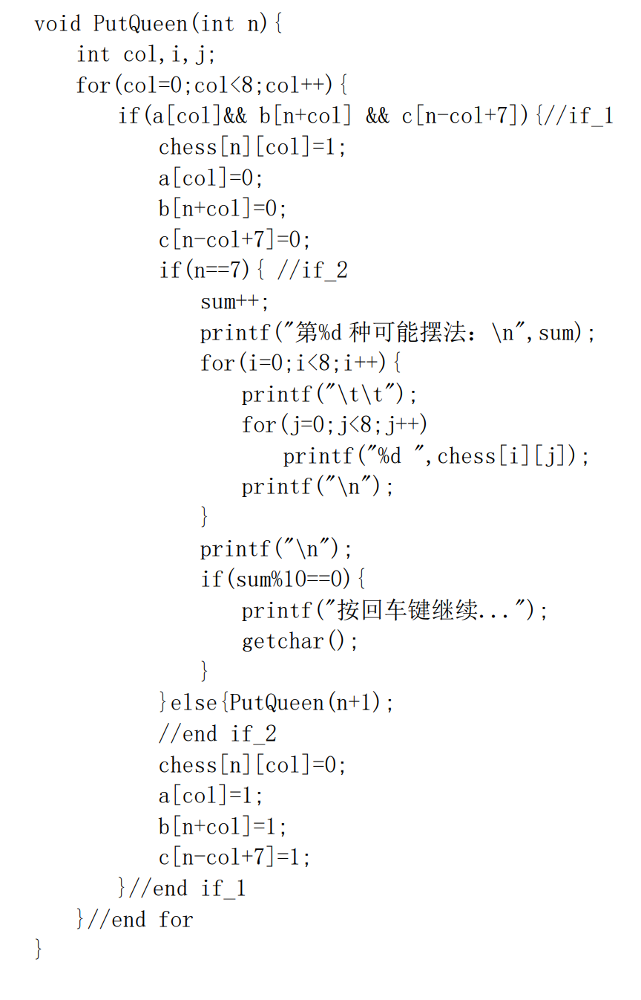 void PutQueen(int n){
    int col,i,j;
    for(col=0;col<8;col++){
        if(a[col]&& b[n+col] && c[n-col+7]){//if_1
            chess[n][col]=1;
            a[col]=0;
            b[n+col]=0;
            c[n-col+7]=0;
            if(n==7){ //if_2
                sum++;
                printf("第%d 种可能摆法：\n",sum);
                for(i=0;i<8;i++){
                    printf("\t\t");
                    for(j=0;j<8;j++)
                        printf("%d ",chess[i][j]);
                    printf("\n");
                }
                printf("\n");
                if(sum%10==0){
                    printf("按回车键继续...");
                    getchar();
                }
            }else{PutQueen(n+1);
            //end if_2
            chess[n][col]=0;
            a[col]=1;
            b[n+col]=1;
            c[n-col+7]=1;
        }//end if_1
    }//end for
}